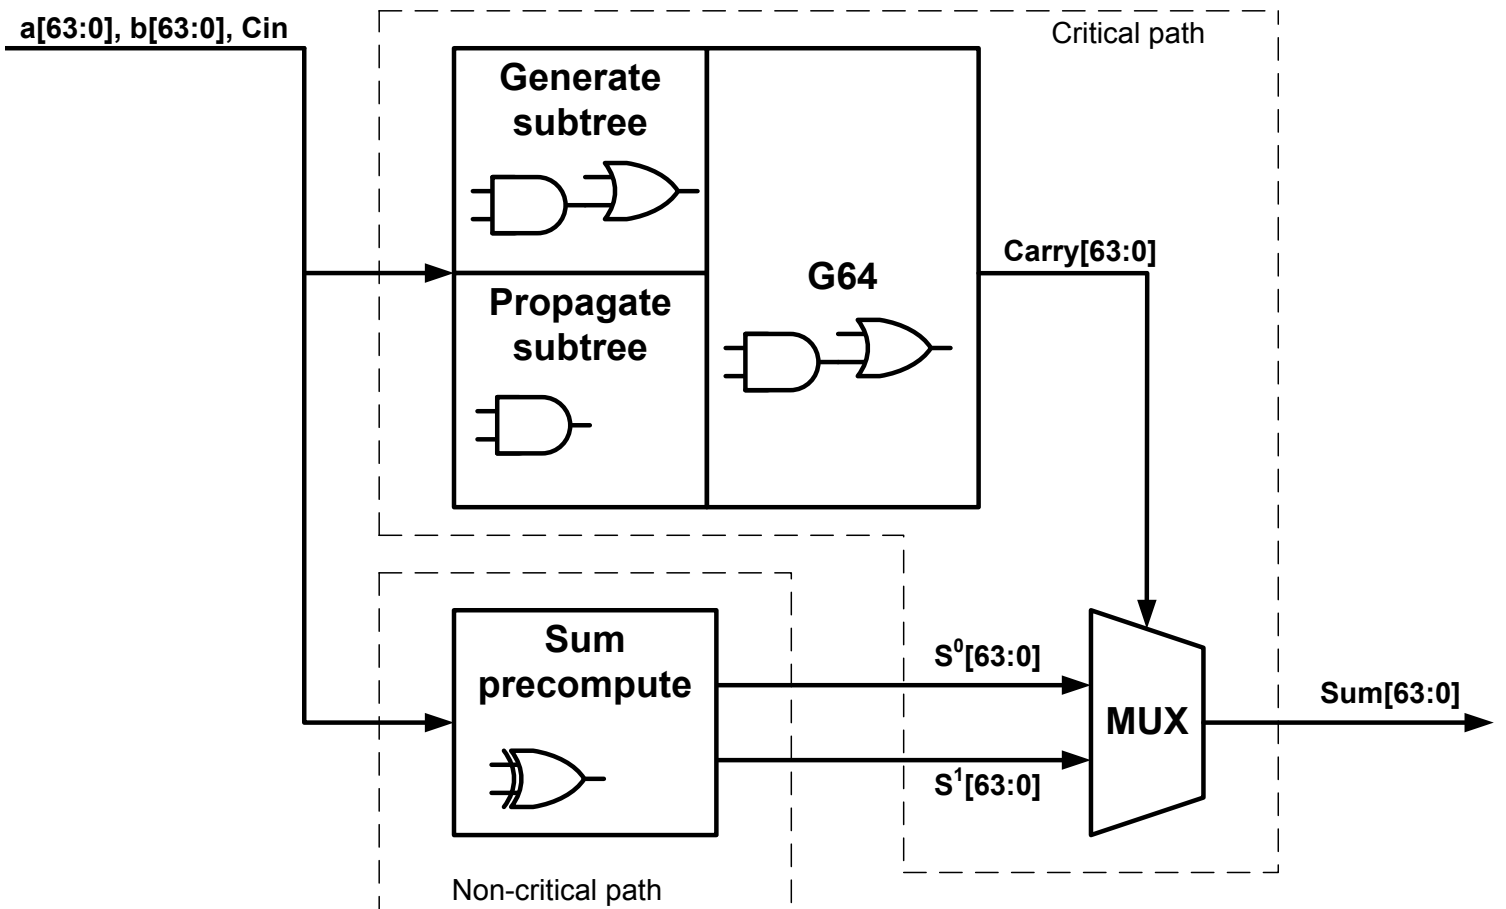 a[63:0], b[63:0], Cin
Critical path
Generate
subtree
Propagate
subtree
G64
Carry[63:0]
Sum
precompute
S⁰[63:0]
S¹[63:0]
MUX
Sum[63:0]
Non-critical path